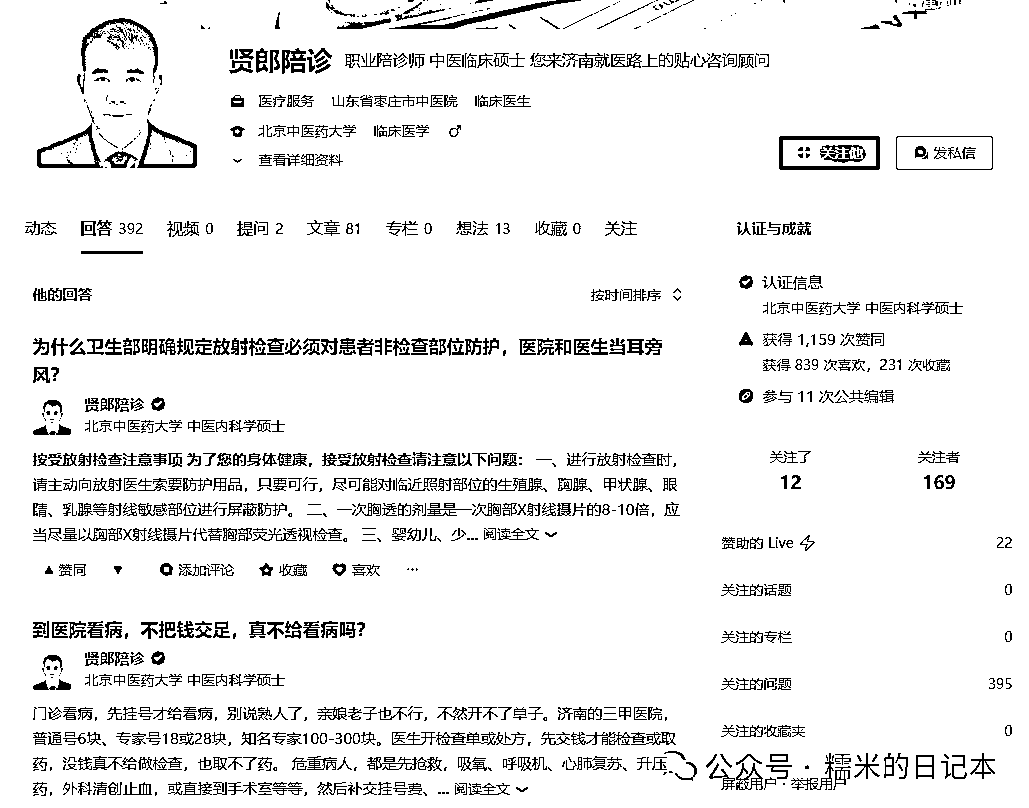 贤郎陪诊 职业陪诊师 中医临床硕士 您来济南就医路上的贴心咨询顾问
医疗服务 山东省枣庄市中医院 临床医生
北京中医药大学 临床医学 ♂
查看详细资料
关注他 发私信
动态 回答 392 视频 0 提问 2 文章 81 专栏 0 想法 13 收藏 0 关注
他的回答 按时间排序
为什么卫生部明确规定放射检查必须对患者非检查部位防护，医院和医生当耳旁
风？
贤郎陪诊
北京中医药大学 中医内科学硕士
按受放射检查注意事项 为了您的身体健康，接受放射检查请注意以下问题： 一、进行放射检查时，
请主动向放射医生索要防护用品，只要可行，尽可能对临近照射部位的生殖腺、胸腺、甲状腺、眼
睛、乳腺等射线敏感部位进行屏蔽防护。 二、一次胸透的剂量是一次胸部X射线摄片的8-10倍，应
当尽量以胸部X射线摄片代替胸部荧光透视检查。 三、婴幼儿、少... 阅读全文
赞同 添加评论 收藏 喜欢 ···
到医院看病，不把钱交足，真不给看病吗？
贤郎陪诊
北京中医药大学 中医内科学硕士
门诊看病，先挂号才给看病，别说熟人了，亲娘老子也不行，不然开不了单子。济南的三甲医院，
普通号6块、专家号18或28块，知名专家100-300块。医生开检查单或处方，先交钱才能检查或取
药，没钱真不给做检查，也取不了药。 危重病人，都是先抢救，吸氧、呼吸机、心肺复苏、升压
药，外科清创止血，或直接到手术室等等，然后补交挂号费、... 阅读全文
认证与成就
认证信息
北京中医药大学 中医内科学硕士
获得 1,159 次赞同
获得 839 次喜欢，231 次收藏
参与 11 次公共编辑
关注了 关注者
12 169
赞助的 Live 22
关注的话题 0
关注的专栏 0
关注的问题 395
关注的收藏夹 0
屏蔽用户 · 举报用户
公众号 · 糯米的日记本